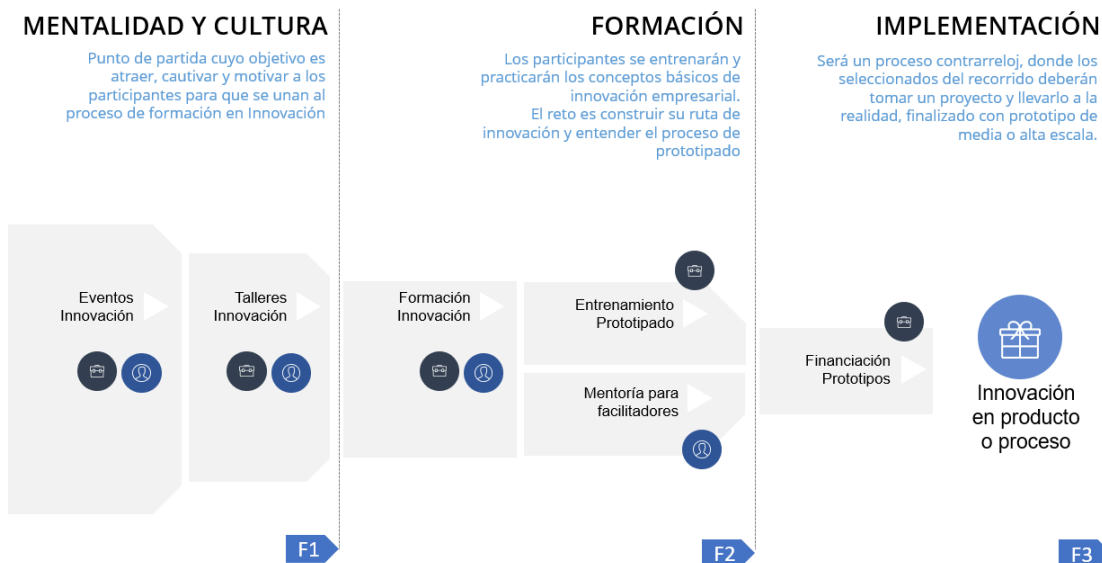 MENTALIDAD Y CULTURA
Punto de partida cuyo objetivo es
atraer, cautivar y motivar a los
participantes para que se unan al
proceso de formación en Innovación
FORMACIÓN
Los participantes se entrenarán y
practicarán los conceptos básicos de
innovación empresarial.
El reto es construir su ruta de
innovación y entender el proceso de
prototipado
IMPLEMENTACIÓN
Será un proceso contrarreloj, donde los
seleccionados del recorrido deberán
tomar un proyecto y llevarlo a la
realidad, finalizado con prototipo de
media o alta escala.
Eventos
Innovación
Talleres
Innovación
Formación
Innovación
Entrenamiento
Prototipado
Mentoría para
facilitadores
Financiación
Prototipos
Innovación
en producto
o proceso
F1
F2
F3